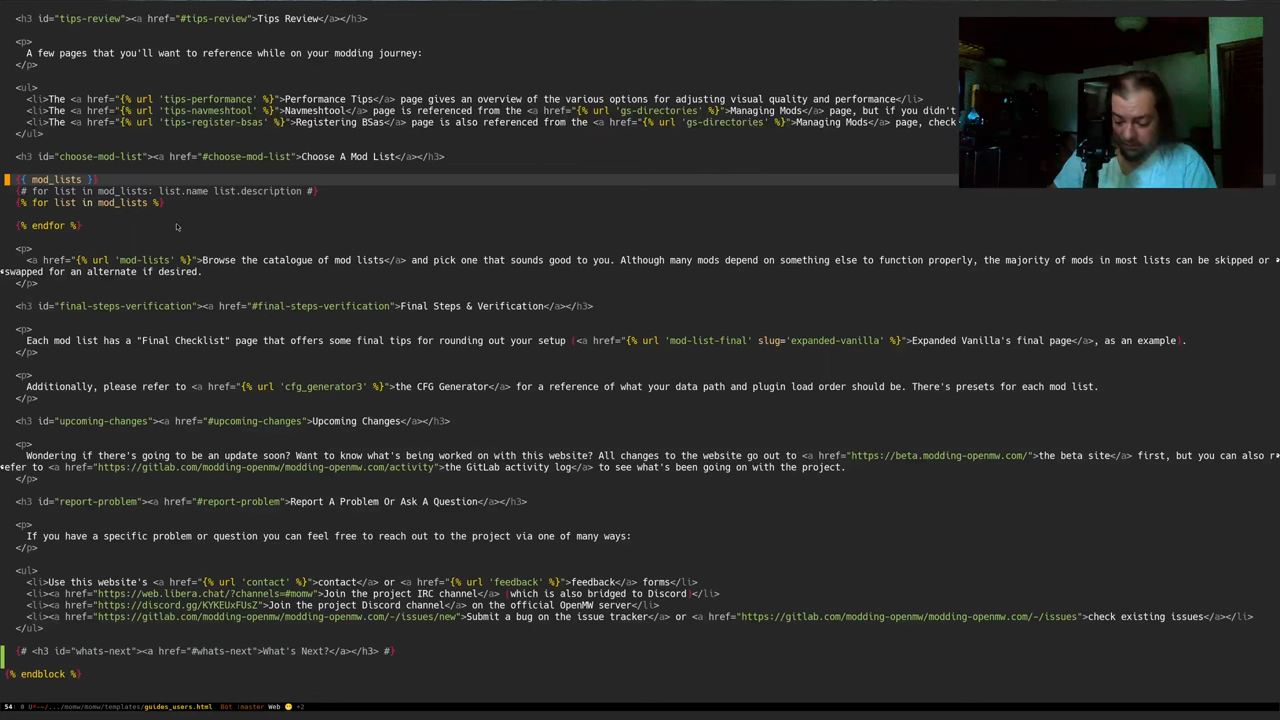 <h3 id="tips-review"><a href="#tips-review">Tips Review</a></h3>
<p>
A few pages that you'll want to reference while on your modding journey:
</p>
<ul>
<li>The <a href="{% url 'tips-performance' %}">Performance Tips</a> page gives an overview of the various options for adjusting visual quality and performance</li>
<li>The <a href="{% url 'tips-navmeshtool' %}">Navmeshtool</a> page is referenced from the <a href="{% url 'gs-directories' %}">Managing Mods</a> page, but if you didn't
<li>The <a href="{% url 'tips-register-bsas' %}">Registering BSAs</a> page is also referenced from the <a href="{% url 'gs-directories' %}">Managing Mods</a> page, check
</ul>
<h3 id="choose-mod-list"><a href="#choose-mod-list">Choose A Mod List</a></h3>
{{ mod_lists }}
{# for list in mod_lists: list.name list.description #}
{% for list in mod_lists %}
{% endfor %}
<p>
<a href="{% url 'mod-lists' %}">Browse the catalogue of mod lists</a> and pick one that sounds good to you. Although many mods depend on something else to function properly, the majority of mods in most lists can be skipped or
swapped for an alternate if desired.
</p>
<h3 id="final-steps-verification"><a href="#final-steps-verification">Final Steps & Verification</a></h3>
<p>
Each mod list has a "Final Checklist" page that offers some final tips for rounding out your setup (<a href="{% url 'mod-list-final' slug='expanded-vanilla' %}">Expanded Vanilla's final page</a>, as an example).
</p>
<p>
Additionally, please refer to <a href="{% url 'cfg_generator3' %}">the CFG Generator</a> for a reference of what your data path and plugin load order should be. There's presets for each mod list.
</p>
<h3 id="upcoming-changes"><a href="#upcoming-changes">Upcoming Changes</a></h3>
<p>
Wondering if there's going to be an update soon? Want to know what's being worked on with this website? All changes to the website go out to <a href="https://beta.modding-openmw.com/">the beta site</a> first, but you can also r
efer to <a href="https://gitlab.com/modding-openmw/modding-openmw.com/activity">the GitLab activity log</a> to see what's been going on with the project.
</p>
<h3 id="report-problem"><a href="#report-problem">Report A Problem Or Ask A Question</a></h3>
<p>
If you have a specific problem or question you can feel free to reach out to the project via one of many ways:
</p>
<ul>
<li>Use this website's <a href="{% url 'contact' %}">contact</a> or <a href="{% url 'feedback' %}">feedback</a> forms</li>
<li><a href="https://web.libera.chat/?channels=#momw">Join the project IRC channel</a> (which is also bridged to Discord)</li>
<li><a href="https://discord.gg/KYKEUxFUsZ">Join the project Discord channel</a> on the official OpenMW server</li>
<li><a href="https://gitlab.com/modding-openmw/modding-openmw.com/-/issues/new">Submit a bug on the issue tracker</a> or <a href="https://gitlab.com/modding-openmw/modding-openmw.com/-/issues">check existing issues</a></li>
</ul>
{# <h3 id="whats-next"><a href="#whats-next">What's Next?</a></h3> #}
{% endblock %}
54: 0 U*-~/.../momw/momw/templates/guides_users.html Bot :master Web +2